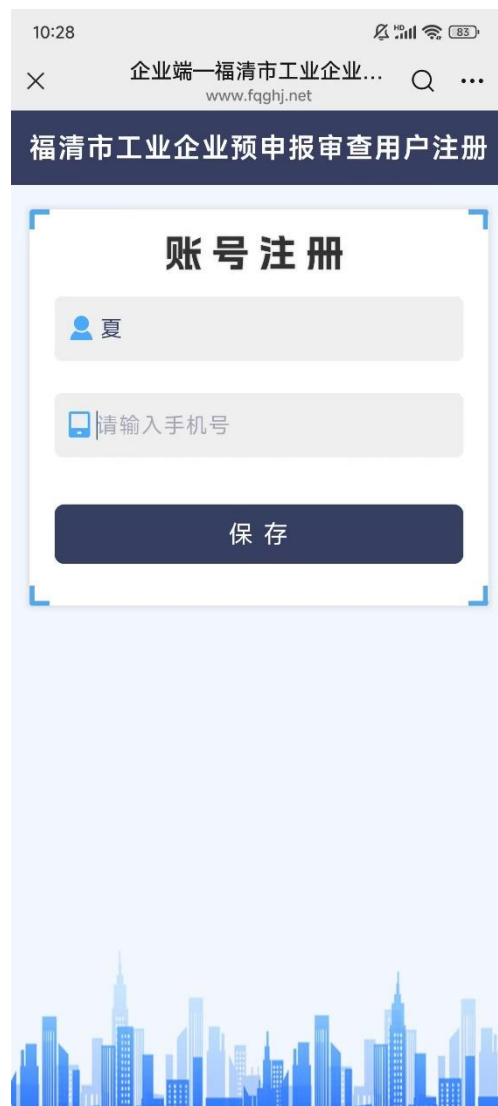 10:28
HD 83
企业端—福清市工业企业...
www.fqghj.net
福清市工业企业预申报审查用户注册
账号注册
夏
请输入手机号
保存